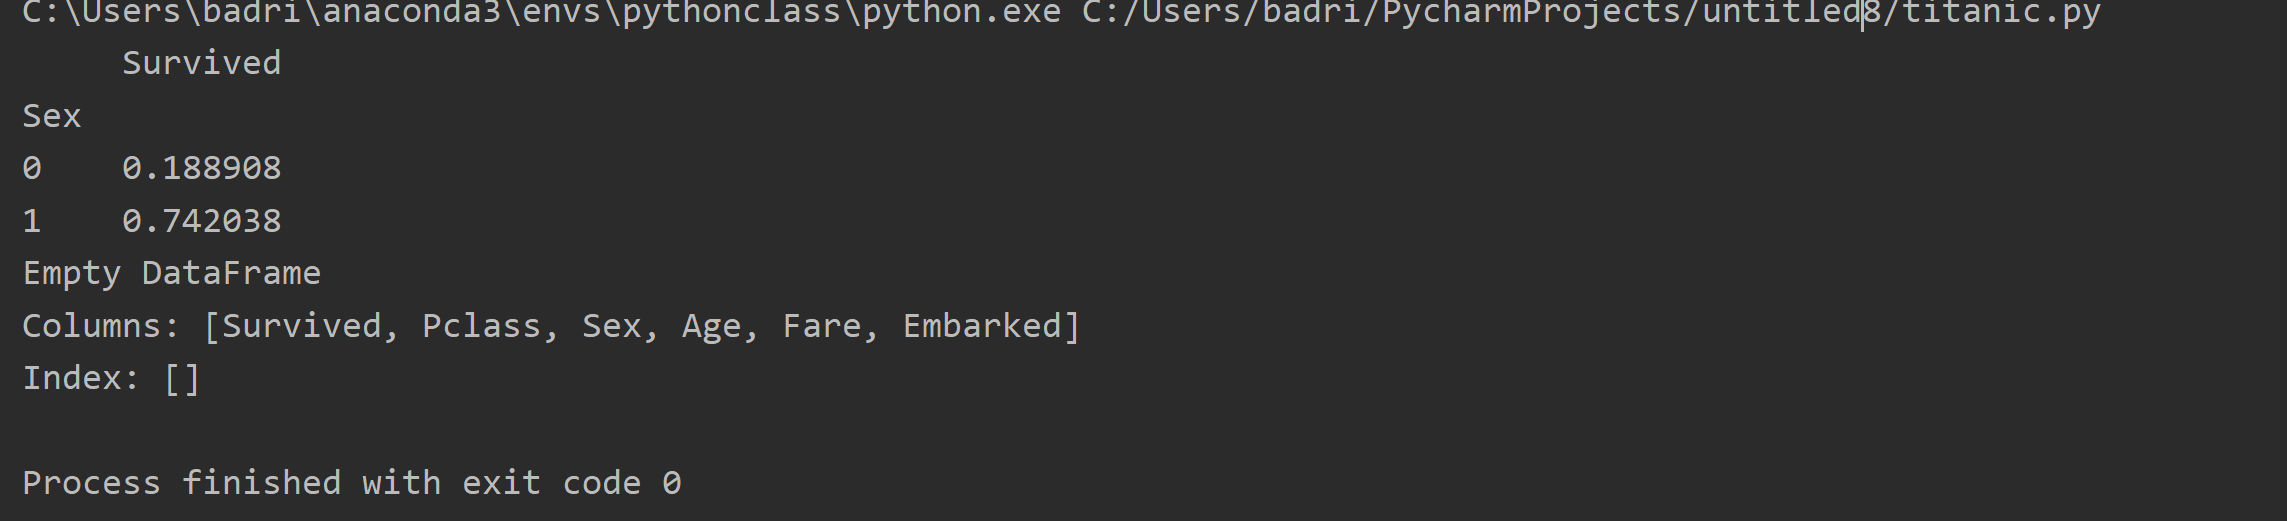 C:\Users\badri\anaconda3\envs\pythonclass\python.exe C:/Users/badri/PycharmProjects/untitled8/titanic.py
     Survived
Sex
0    0.188908
1    0.742038
Empty DataFrame
Columns: [Survived, Pclass, Sex, Age, Fare, Embarked]
Index: []
Process finished with exit code 0